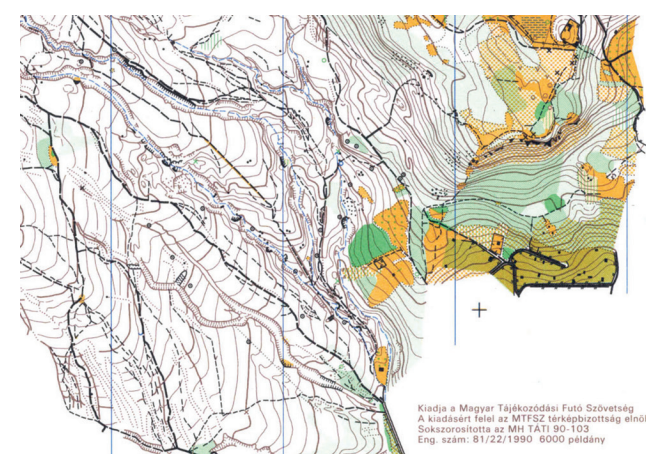 Kiadja a Magyar Tájékozódási Futó Szövetség
A kiadásért felel az MTFSZ térképbizottság
Sokszorosította az MH TÁTI 90-103
Eng. szám: 81/22/1990 6000 példány